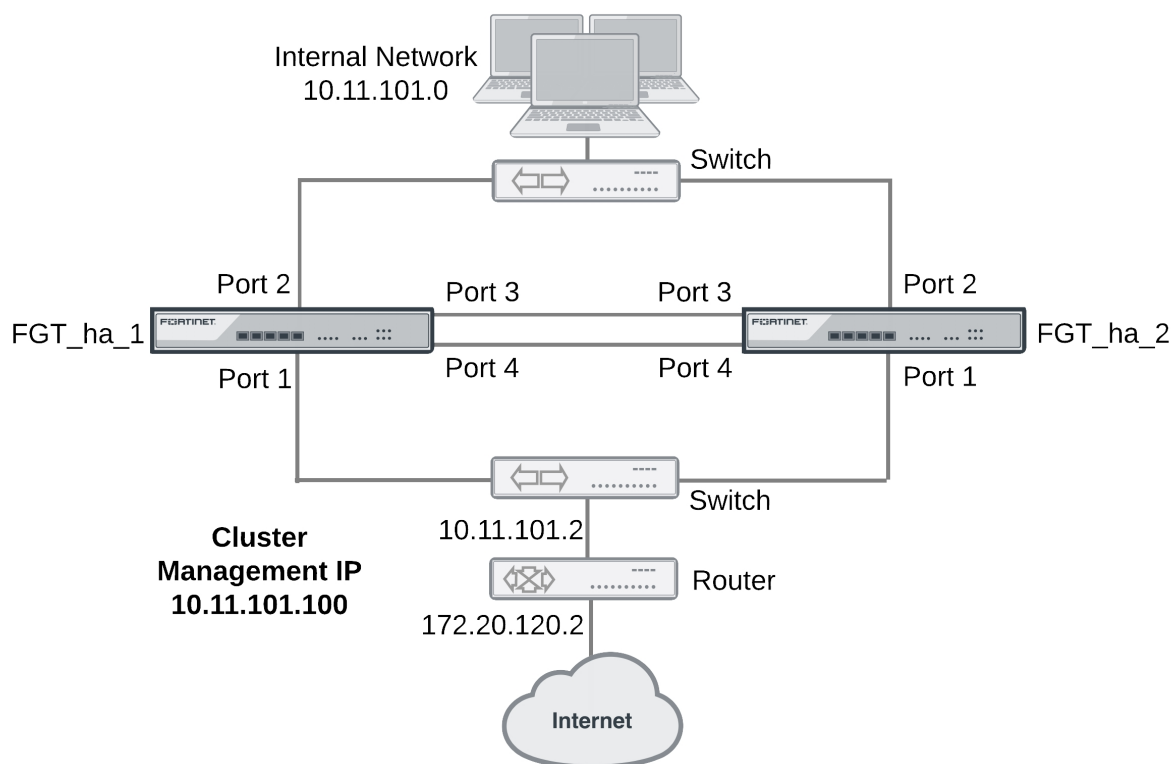 Internal Network
10.11.101.0
Switch
Port 2
Port 3
Port 3
Port 2
FGT_ha_1
FORTINET
FORTINET
FGT_ha_2
Port 1
Port 4
Port 4
Port 1
Switch
10.11.101.2
Cluster
Management IP
10.11.101.100
Router
172.20.120.2
Internet